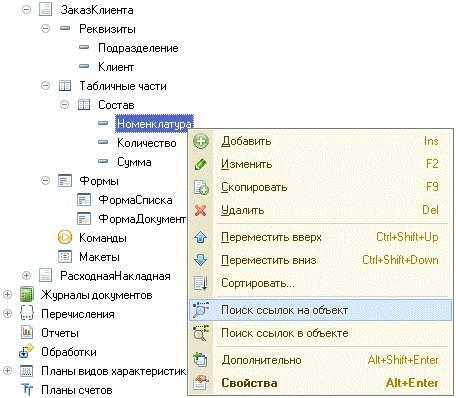 ЗаказКлиента
Реквизиты
Подразделение
Клиент
Табличные части
Состав
Номенклатура
Количество
Сумма
Формы
ФормаСписка
ФормаДокумент
Команды
Макеты
РасходнаяНакладная
Журналы документов
Перечисления
Отчеты
Обработки
Планы видов характеристик
Планы счетов
Добавить Ins
Изменить F2
Скопировать F9
Удалить Del
Переместить вверх Ctrl+Shift+Up
Переместить вниз Ctrl+Shift+Down
Сортировать...
Поиск ссылок на объект
Поиск ссылок в объекте
Дополнительно Alt+Shift+Enter
Свойства Alt+Enter